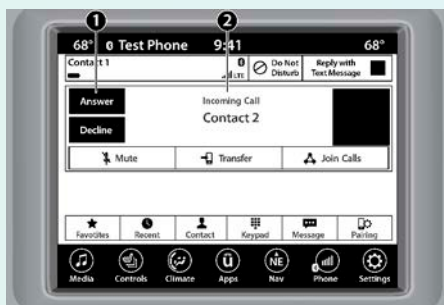 1 2
68° Test Phone 9:41 68°
Contact 1 LTE Do Not Disturb Reply with Text Message
Answer
Incoming Call
Contact 2
Decline
Mute Transfer Join Calls
Favorites Recent Contact Keypad Message Pairing
ü NE
Media Controls Climate Apps Nav Phone Settings